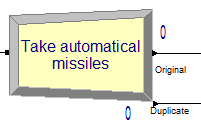 0
Take automatical
missiles
Original
0
Duplicate